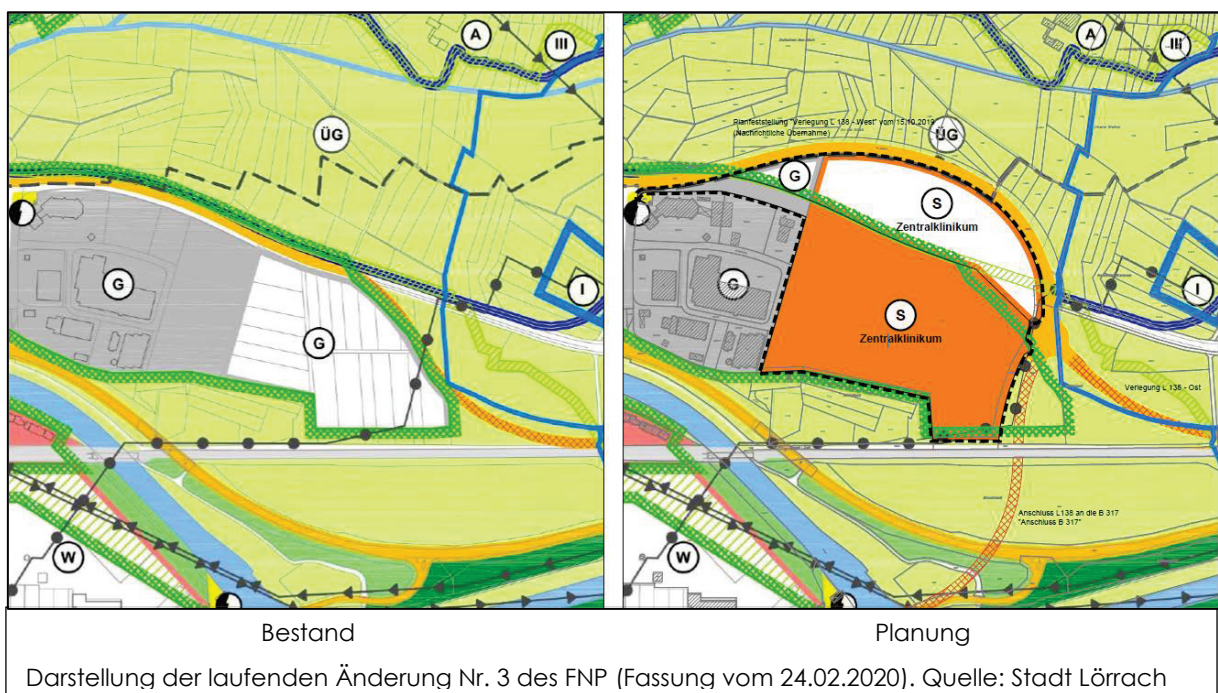 A
III
ÜG
G
G
I
W
A
III
Planfeststellung "Verlegung L 138 - West" vom 15.10.2019
(Nachrichtliche Übernahme)
ÜG
G
S
Zentralklinikum
I
G
S
Zentralklinikum
Verlegung L 138 - Ost
Anschluss L138 an die B 317
"Anschluss B 317"
W
Bestand
Planung
Darstellung der laufenden Änderung Nr. 3 des FNP (Fassung vom 24.02.2020). Quelle: Stadt Lörrach